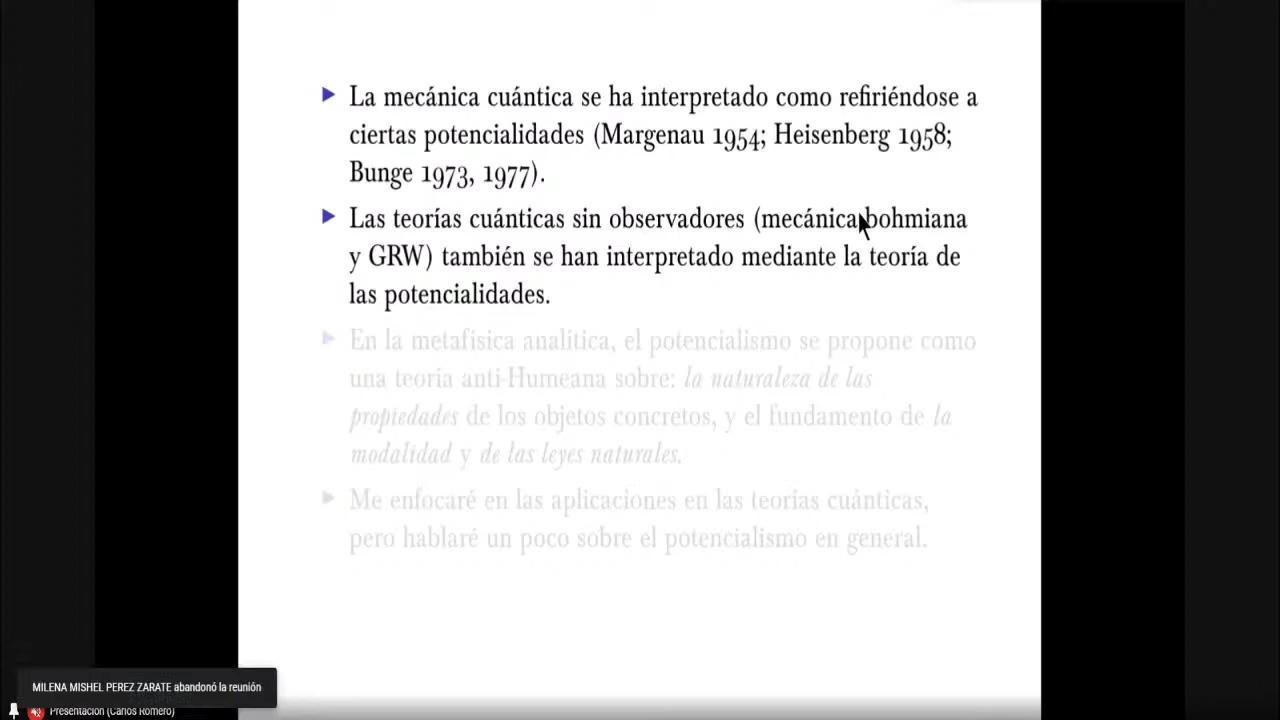 La mecánica cuántica se ha interpretado como refiriéndose a
ciertas potencialidades (Margenau 1954; Heisenberg 1958;
Bunge 1973, 1977).
Las teorías cuánticas sin observadores (mecánica bohmiana
y GRW) también se han interpretado mediante la teoría de
las potencialidades.
En la metafísica analítica, el potencialismo se propone como
una teoría anti-Humeana sobre: la naturaleza de las
propiedades de los objetos concretos, y el fundamento de la
modalidad y de las leyes naturales.
Me enfocaré en las aplicaciones en las teorías cuánticas,
pero hablaré un poco sobre el potencialismo en general.
MILENA MISHEL PEREZ ZARATE abandonó la reunión
Presentación (Carlos Romero)